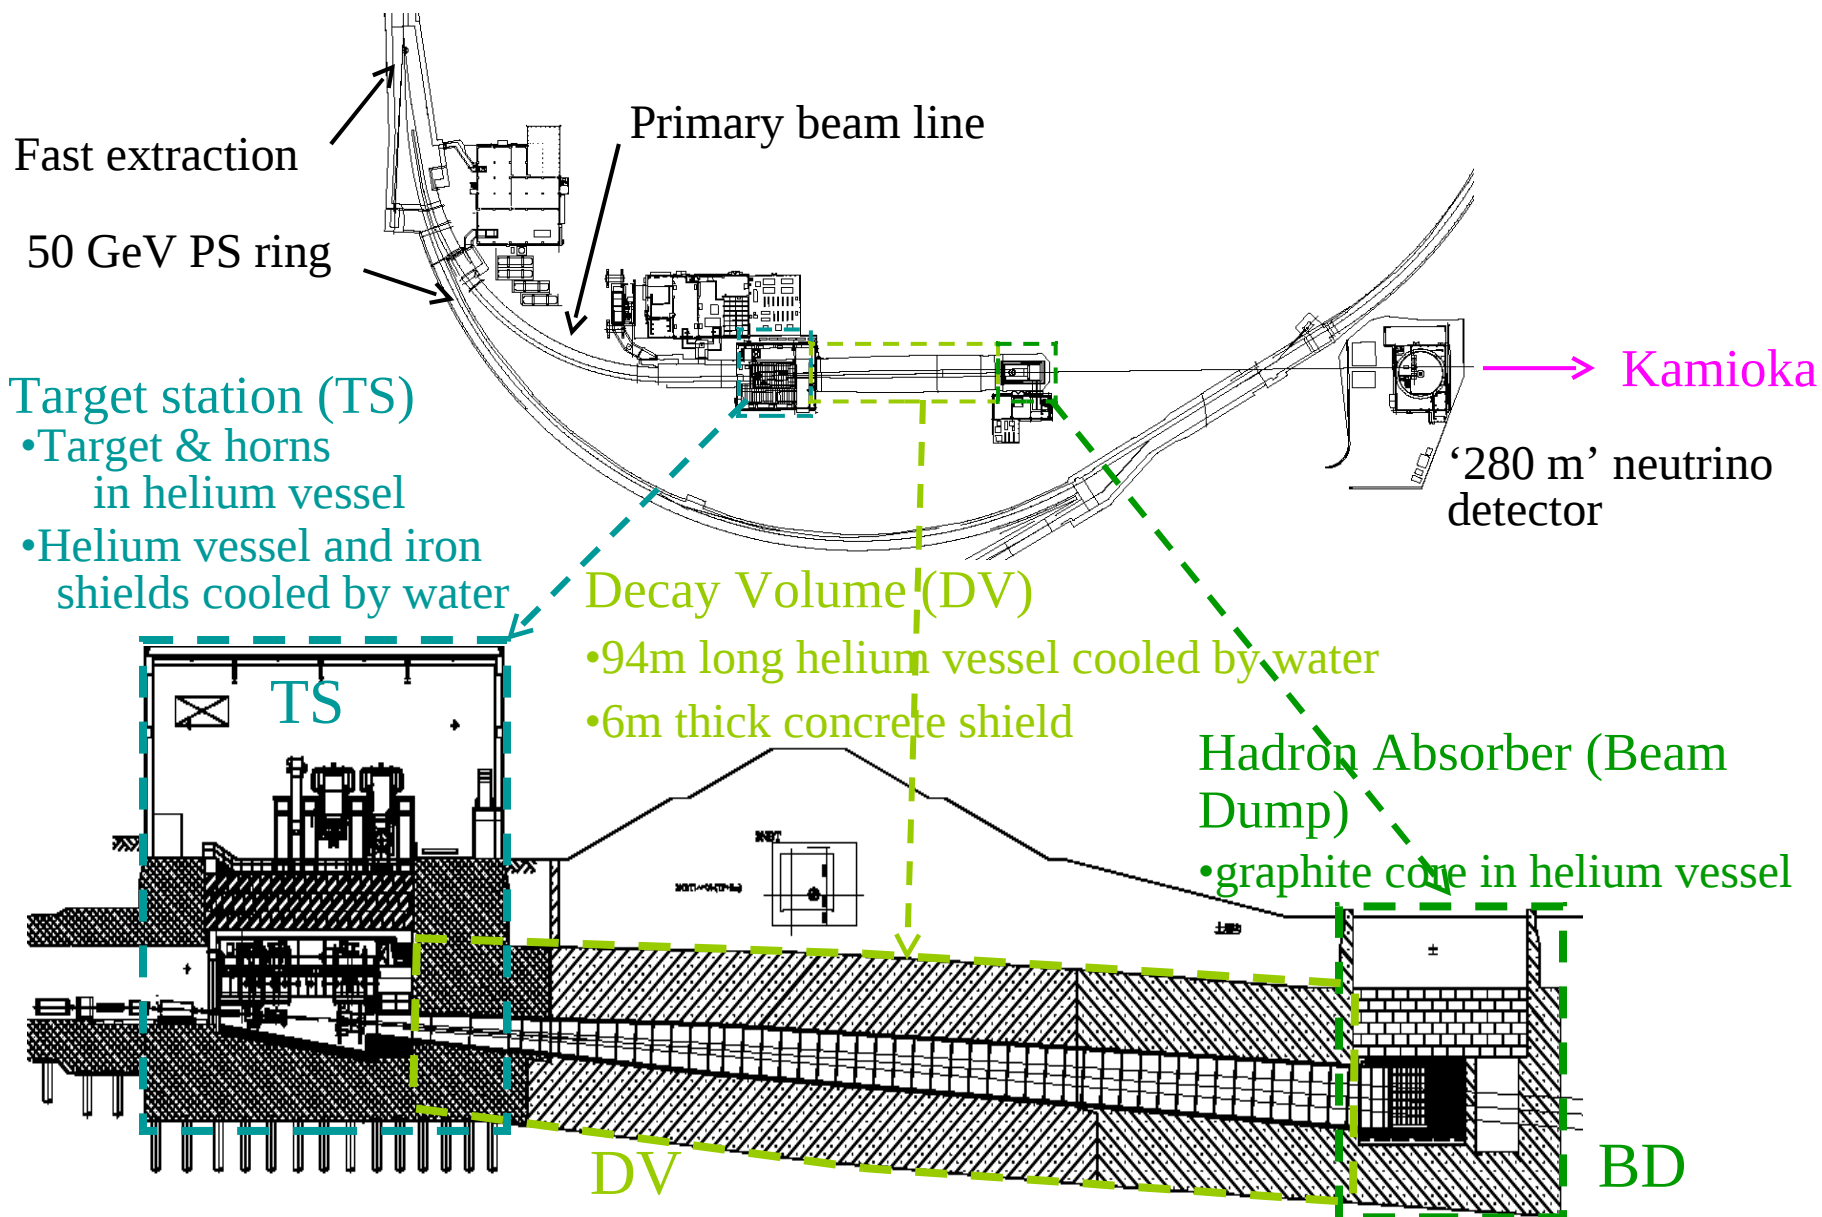 Primary beam line
Fast extraction
50 GeV PS ring
Kamioka
Target station (TS)
•Target & horns
in helium vessel
•Helium vessel and iron
shields cooled by water
‘280 m’ neutrino
detector
Decay Volume (DV)
•94m long helium vessel cooled by water
•6m thick concrete shield
TS
Hadron Absorber (Beam
Dump)
•graphite core in helium vessel
DV
BD